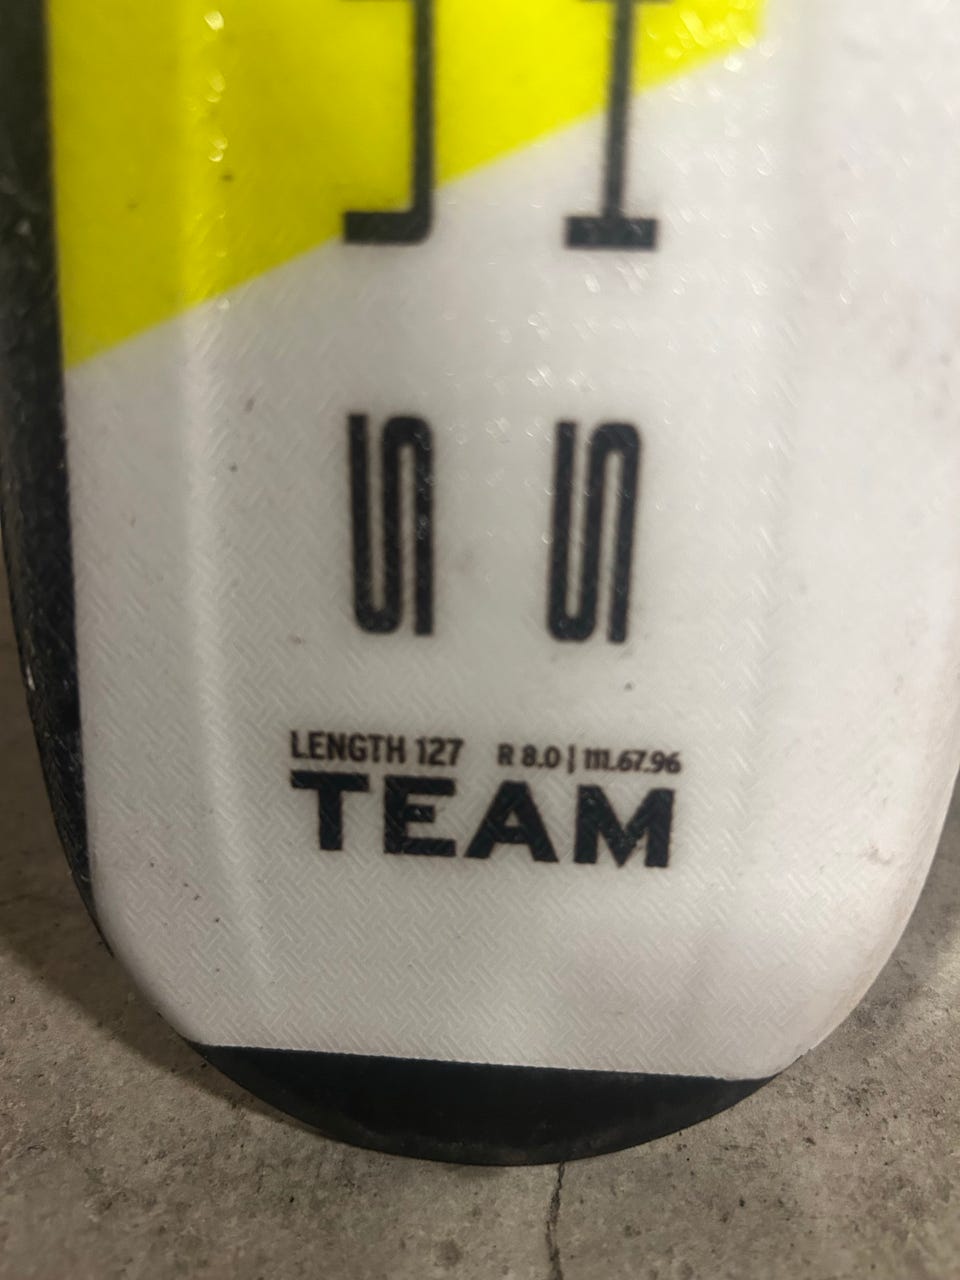 LENGTH 127 R 8.0 | 111.67.96
TEAM